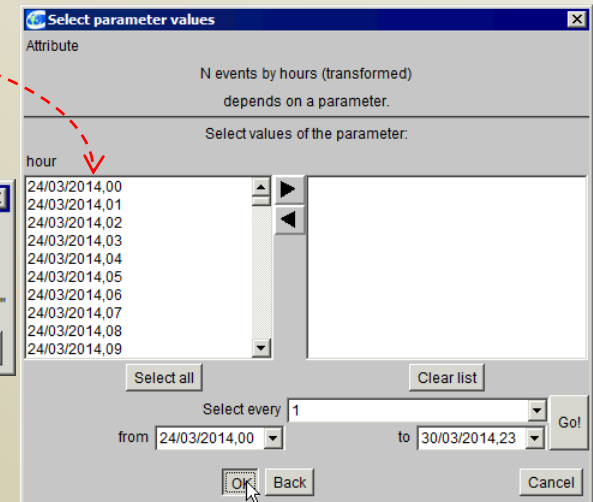 Select parameter values
Attribute
N events by hours (transformed)
depends on a parameter.
Select values of the parameter:
hour
24/03/2014,00
24/03/2014,01
24/03/2014,02
24/03/2014,03
24/03/2014,04
24/03/2014,05
24/03/2014,06
24/03/2014,07
24/03/2014,08
24/03/2014,09
Select all Clear list
Select every 1 Go!
from 24/03/2014,00 to 30/03/2014,23
OK Back Cancel